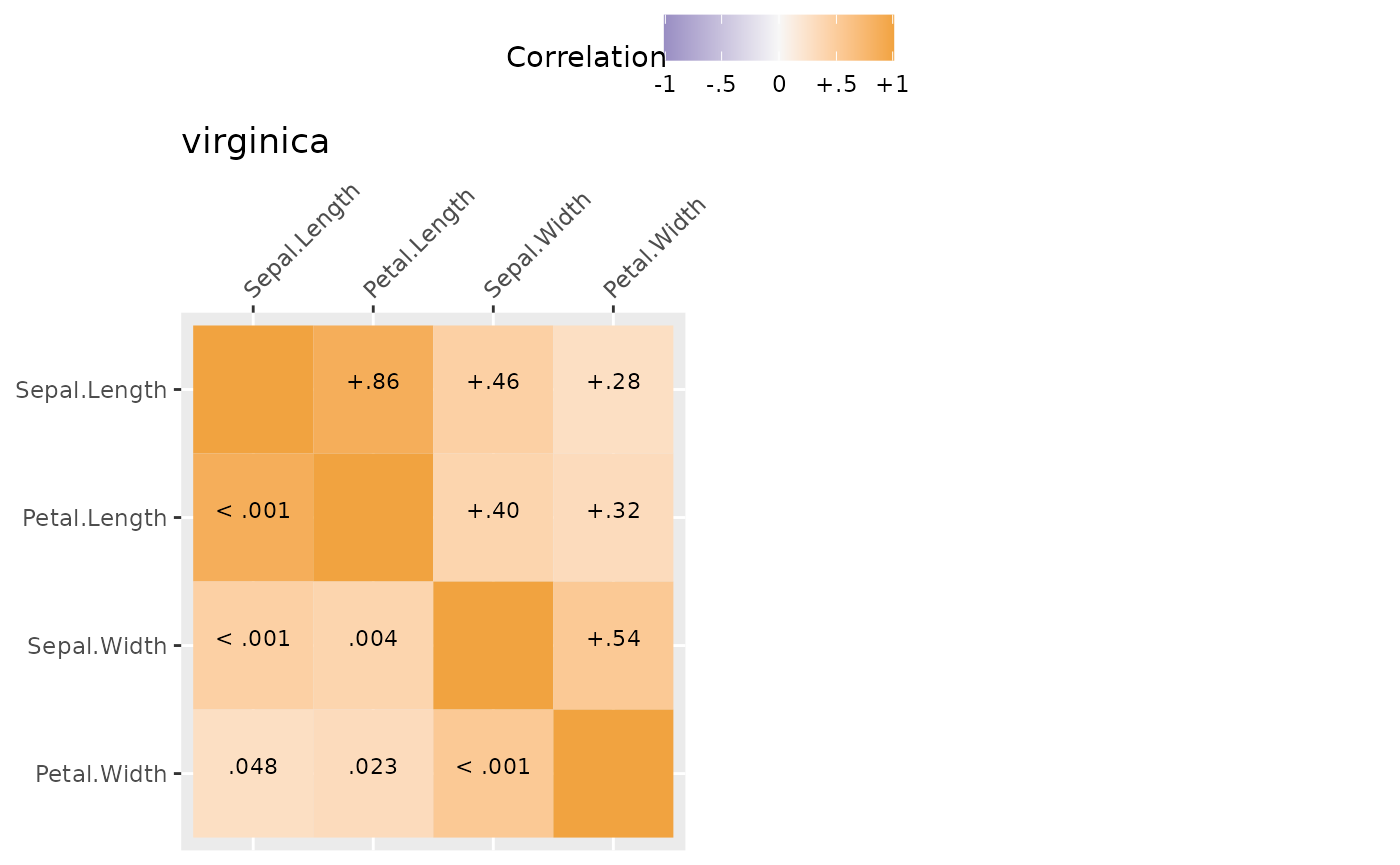 Correlation
-1 -.5 0 +.5 +1
virginica
Sepal.Length Petal.Length Sepal.Width Petal.Width
Sepal.Length +.86 +.46 +.28
Petal.Length < .001 +.40 +.32
Sepal.Width < .001 .004 +.54
Petal.Width .048 .023 < .001